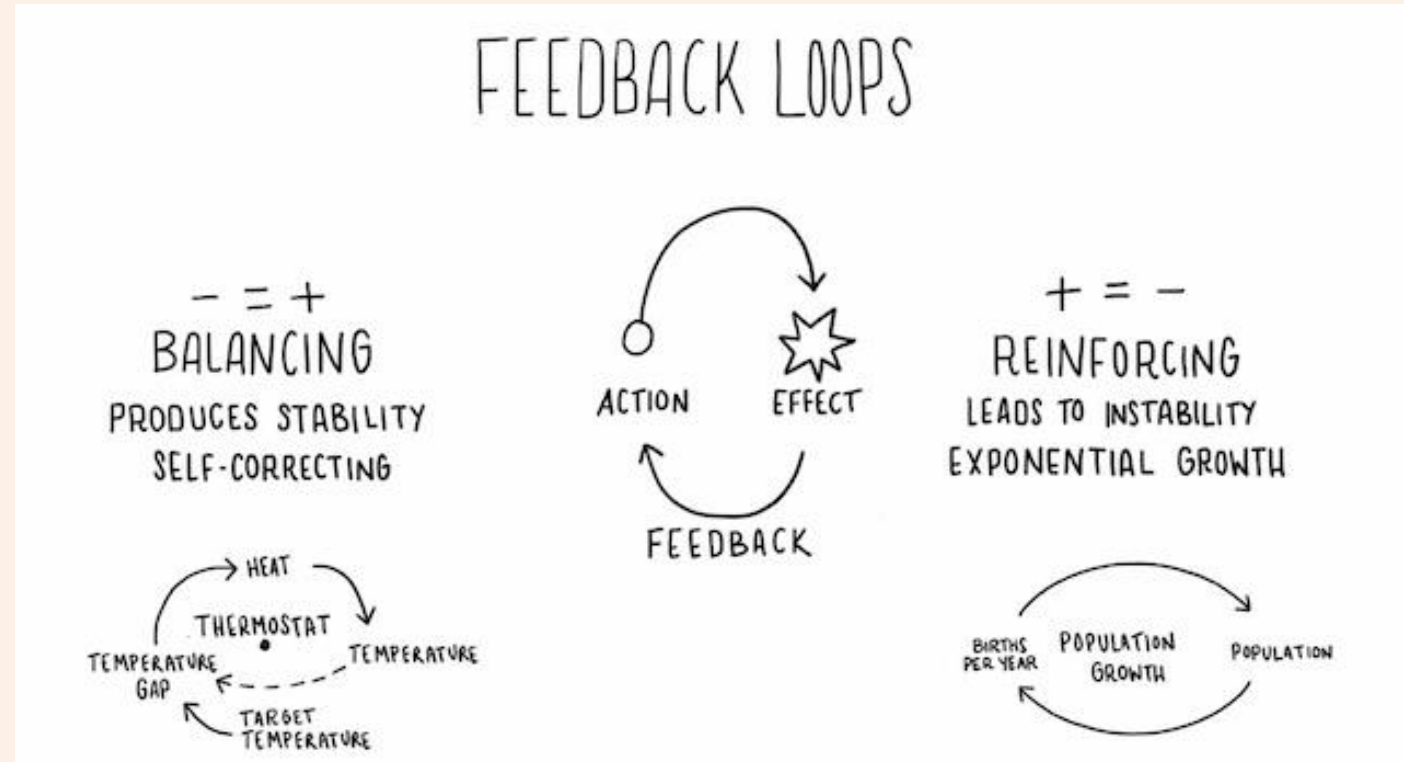 FEEDBACK LOOPS
- = +
BALANCING
PRODUCES STABILITY
SELF-CORRECTING
ACTION
EFFECT
FEEDBACK
+ = -
REINFORCING
LEADS TO INSTABILITY
EXPONENTIAL GROWTH
HEAT
THERMOSTAT
TEMPERATURE
GAP
TEMPERATURE
TARGET
TEMPERATURE
BIRTHS
PER YEAR
POPULATION
GROWTH
POPULATION